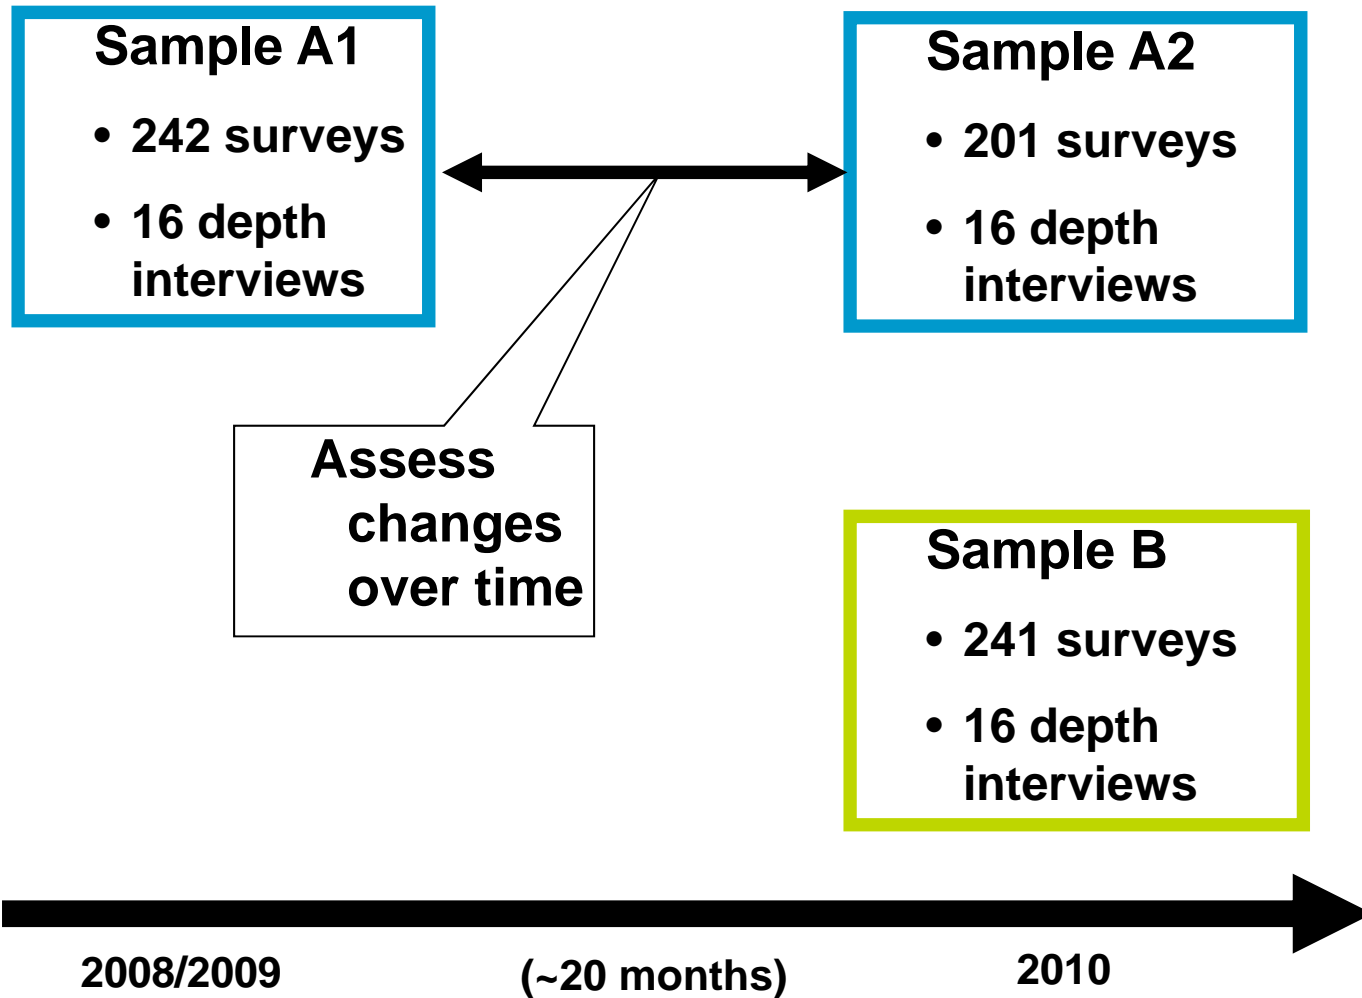 Sample A1
• 242 surveys
• 16 depth
interviews
Sample A2
• 201 surveys
• 16 depth
interviews
Assess
changes
over time
Sample B
• 241 surveys
• 16 depth
interviews
2008/2009
(~20 months)
2010